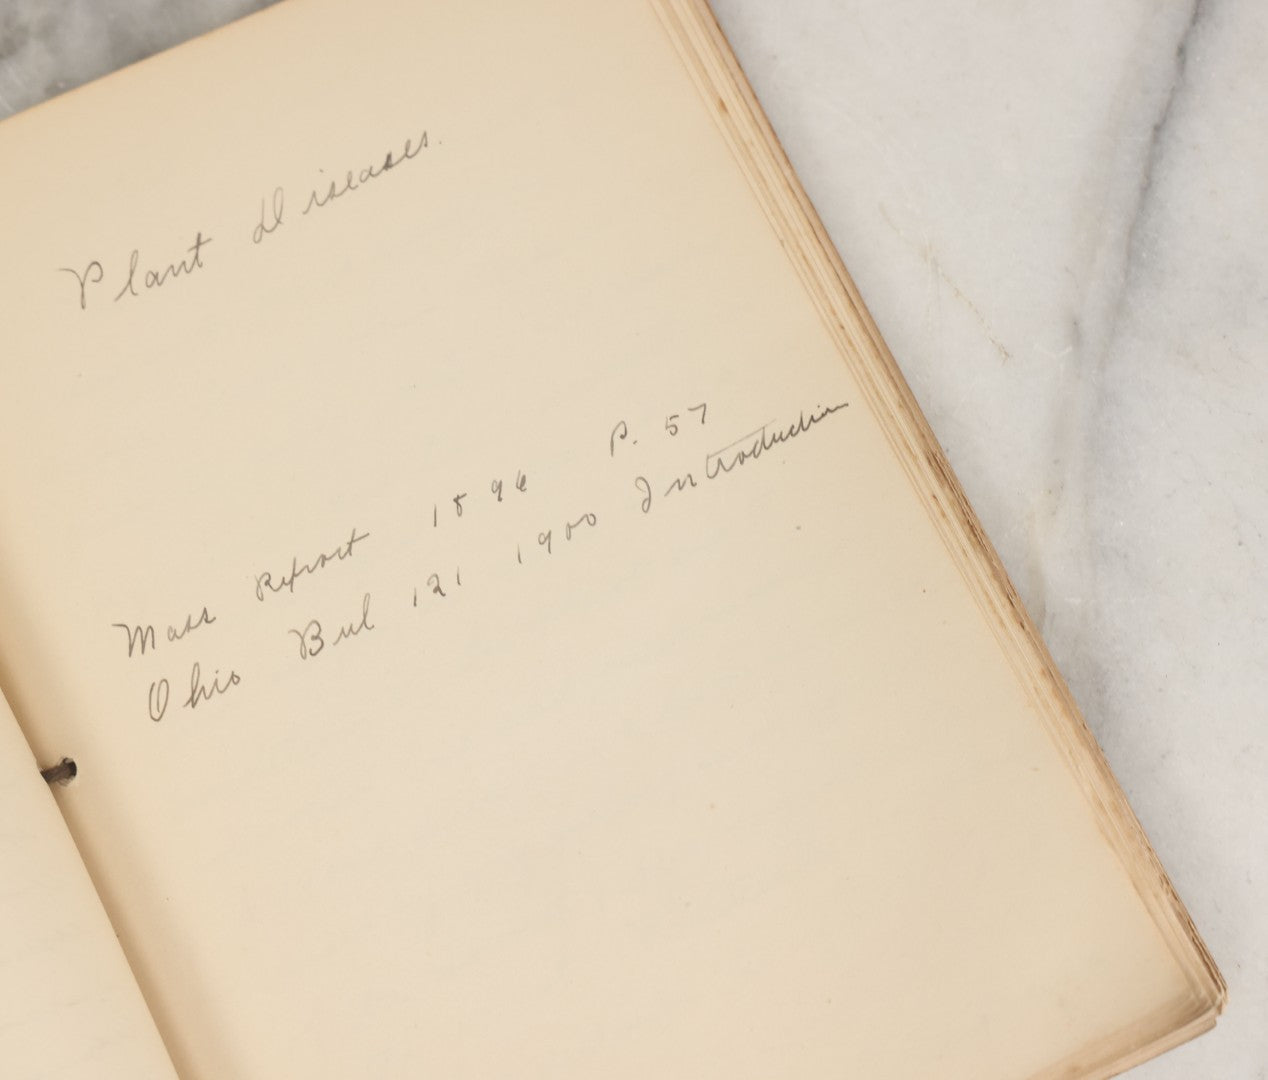 Plant Diseases.
Mass Report 1896 P. 57
Ohio Bul 121 1900 Introduction